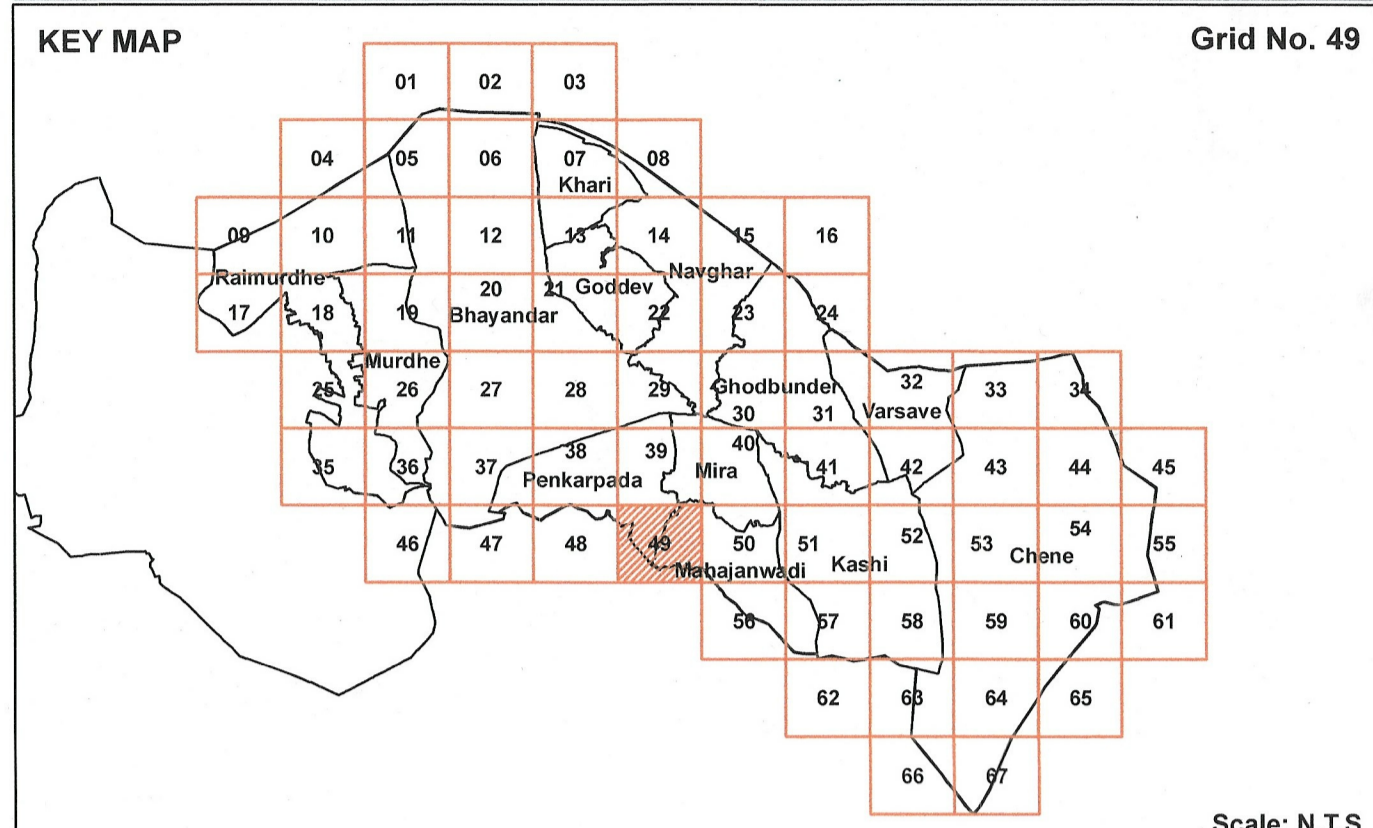 KEY MAP
Grid No. 49
01 02 03
04 05 06 07 08
Khari
09 10 11 12 13 14 15 16
Raimurdhe
Navghar
Goddev
17 18 19 20 21 22 23 24
Bhayandar
Murdhe
25 26 27 28 29 30 31 32 33 34
Ghodbunder
Varsave
35 36 37 38 39 40 41 42 43 44 45
Penkarpada
Mira
46 47 48 49 50 51 52 53 54 55
Mahajanwadi
Kashi
Chene
56 57 58 59 60 61
62 63 64 65
66 67
Scale: N.T.S